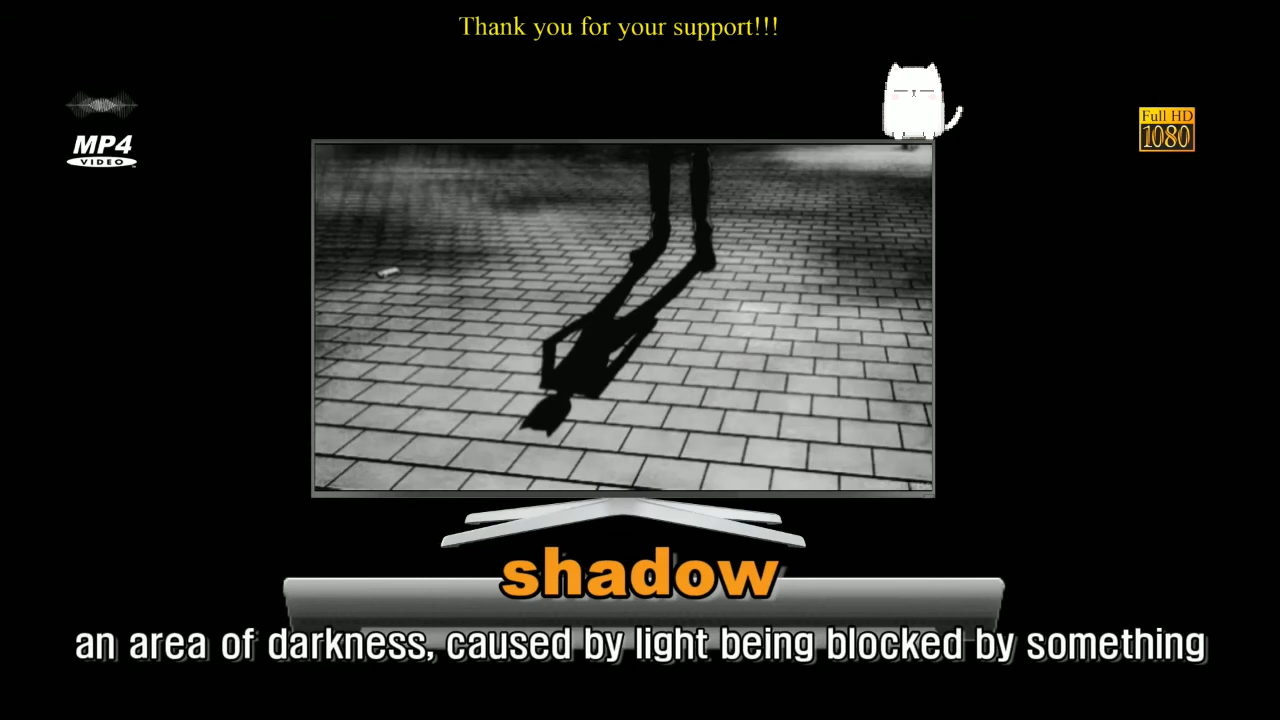 Thank you for your support!!!
MP4
VIDEO
Full HD
1080
shadow
an area of darkness, caused by light being blocked by something